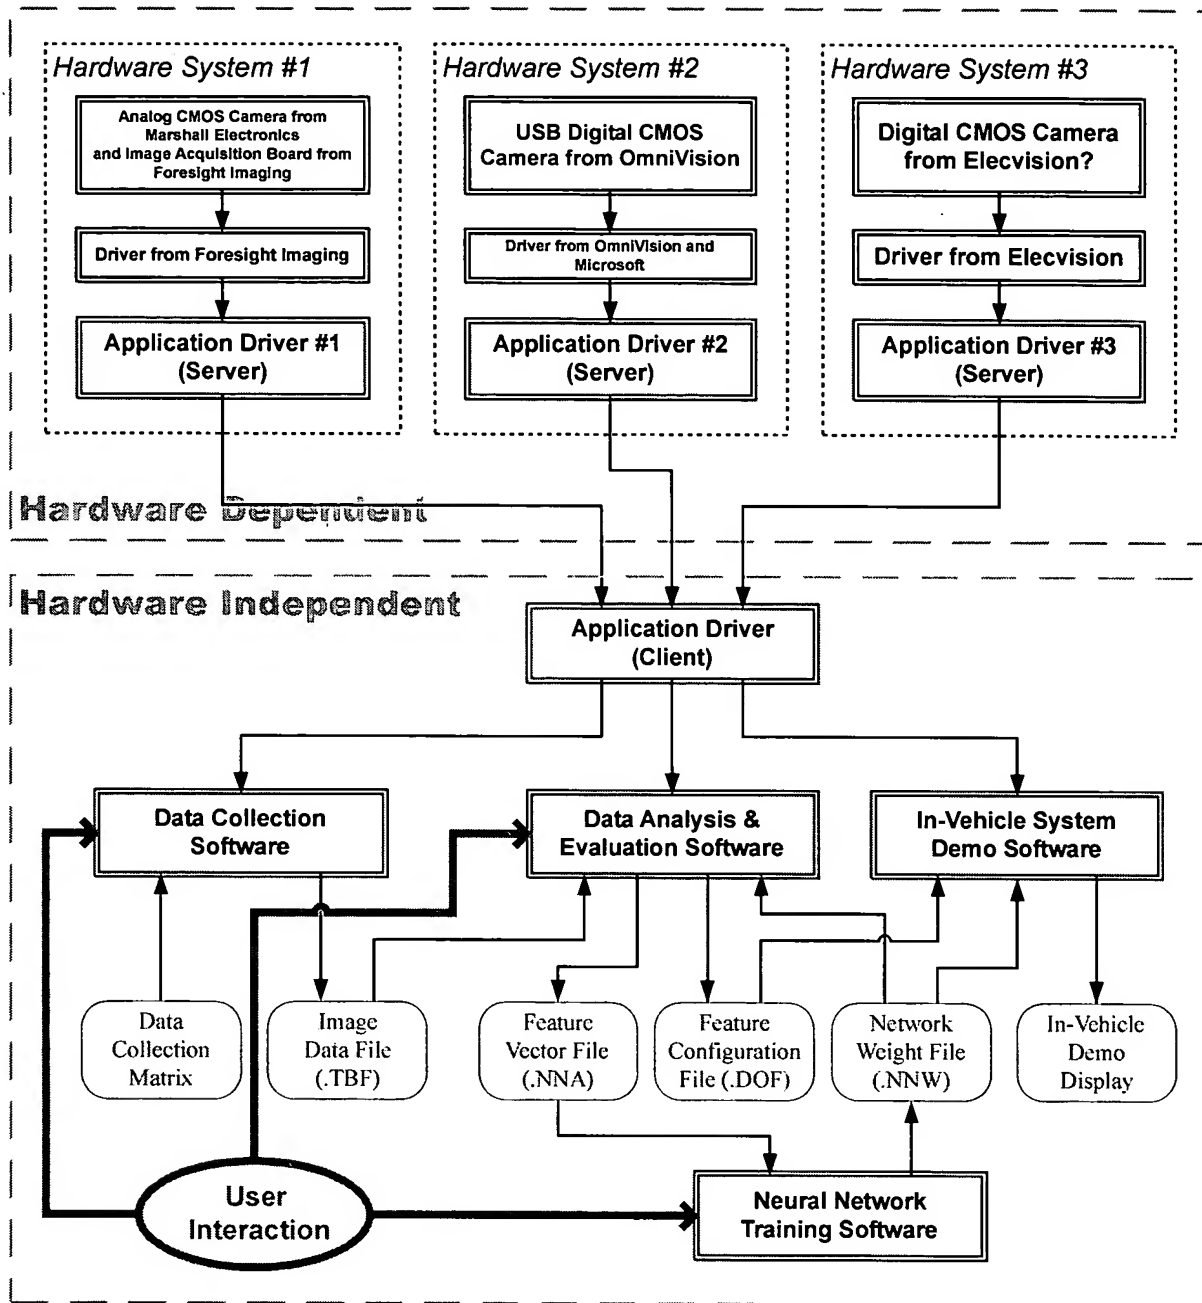 Hardware System #1
Analog CMOS Camera from
Marshall Electronics
and Image Acquisition Board from
Foresight Imaging
Driver from Foresight Imaging
Application Driver #1
(Server)
Hardware System #2
USB Digital CMOS
Camera from OmniVision
Driver from OmniVision and
Microsoft
Application Driver #2
(Server)
Hardware System #3
Digital CMOS Camera
from Elecvision?
Driver from Elecvision
Application Driver #3
(Server)
Hardware Dependent
Hardware Independent
Application Driver
(Client)
Data Collection
Software
Data Analysis &
Evaluation Software
In-Vehicle System
Demo Software
Data
Collection
Matrix
Image
Data File
(.TBF)
Feature
Vector File
(.NNA)
Feature
Configuration
File (.DOF)
Network
Weight File
(.NNW)
In-Vehicle
Demo
Display
User
Interaction
Neural Network
Training Software